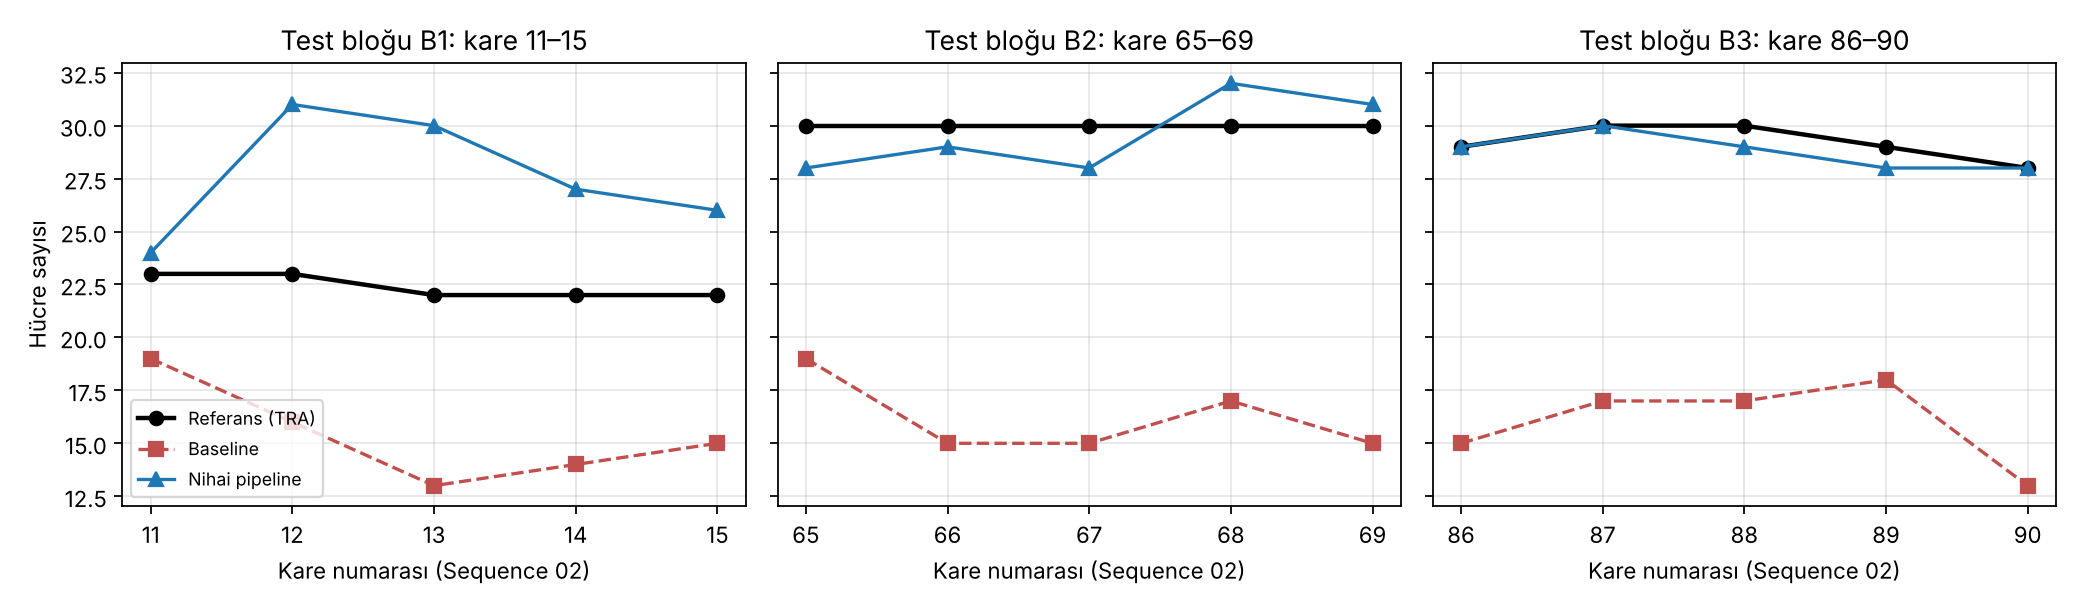 Test bloğu B1: kare 11–15
Test bloğu B2: kare 65–69
Test bloğu B3: kare 86–90
Hücre sayısı
32.5
30.0
27.5
25.0
22.5
20.0
17.5
15.0
12.5
Referans (TRA)
Baseline
Nihai pipeline
11 12 13 14 15
65 66 67 68 69
86 87 88 89 90
Kare numarası (Sequence 02)
Kare numarası (Sequence 02)
Kare numarası (Sequence 02)